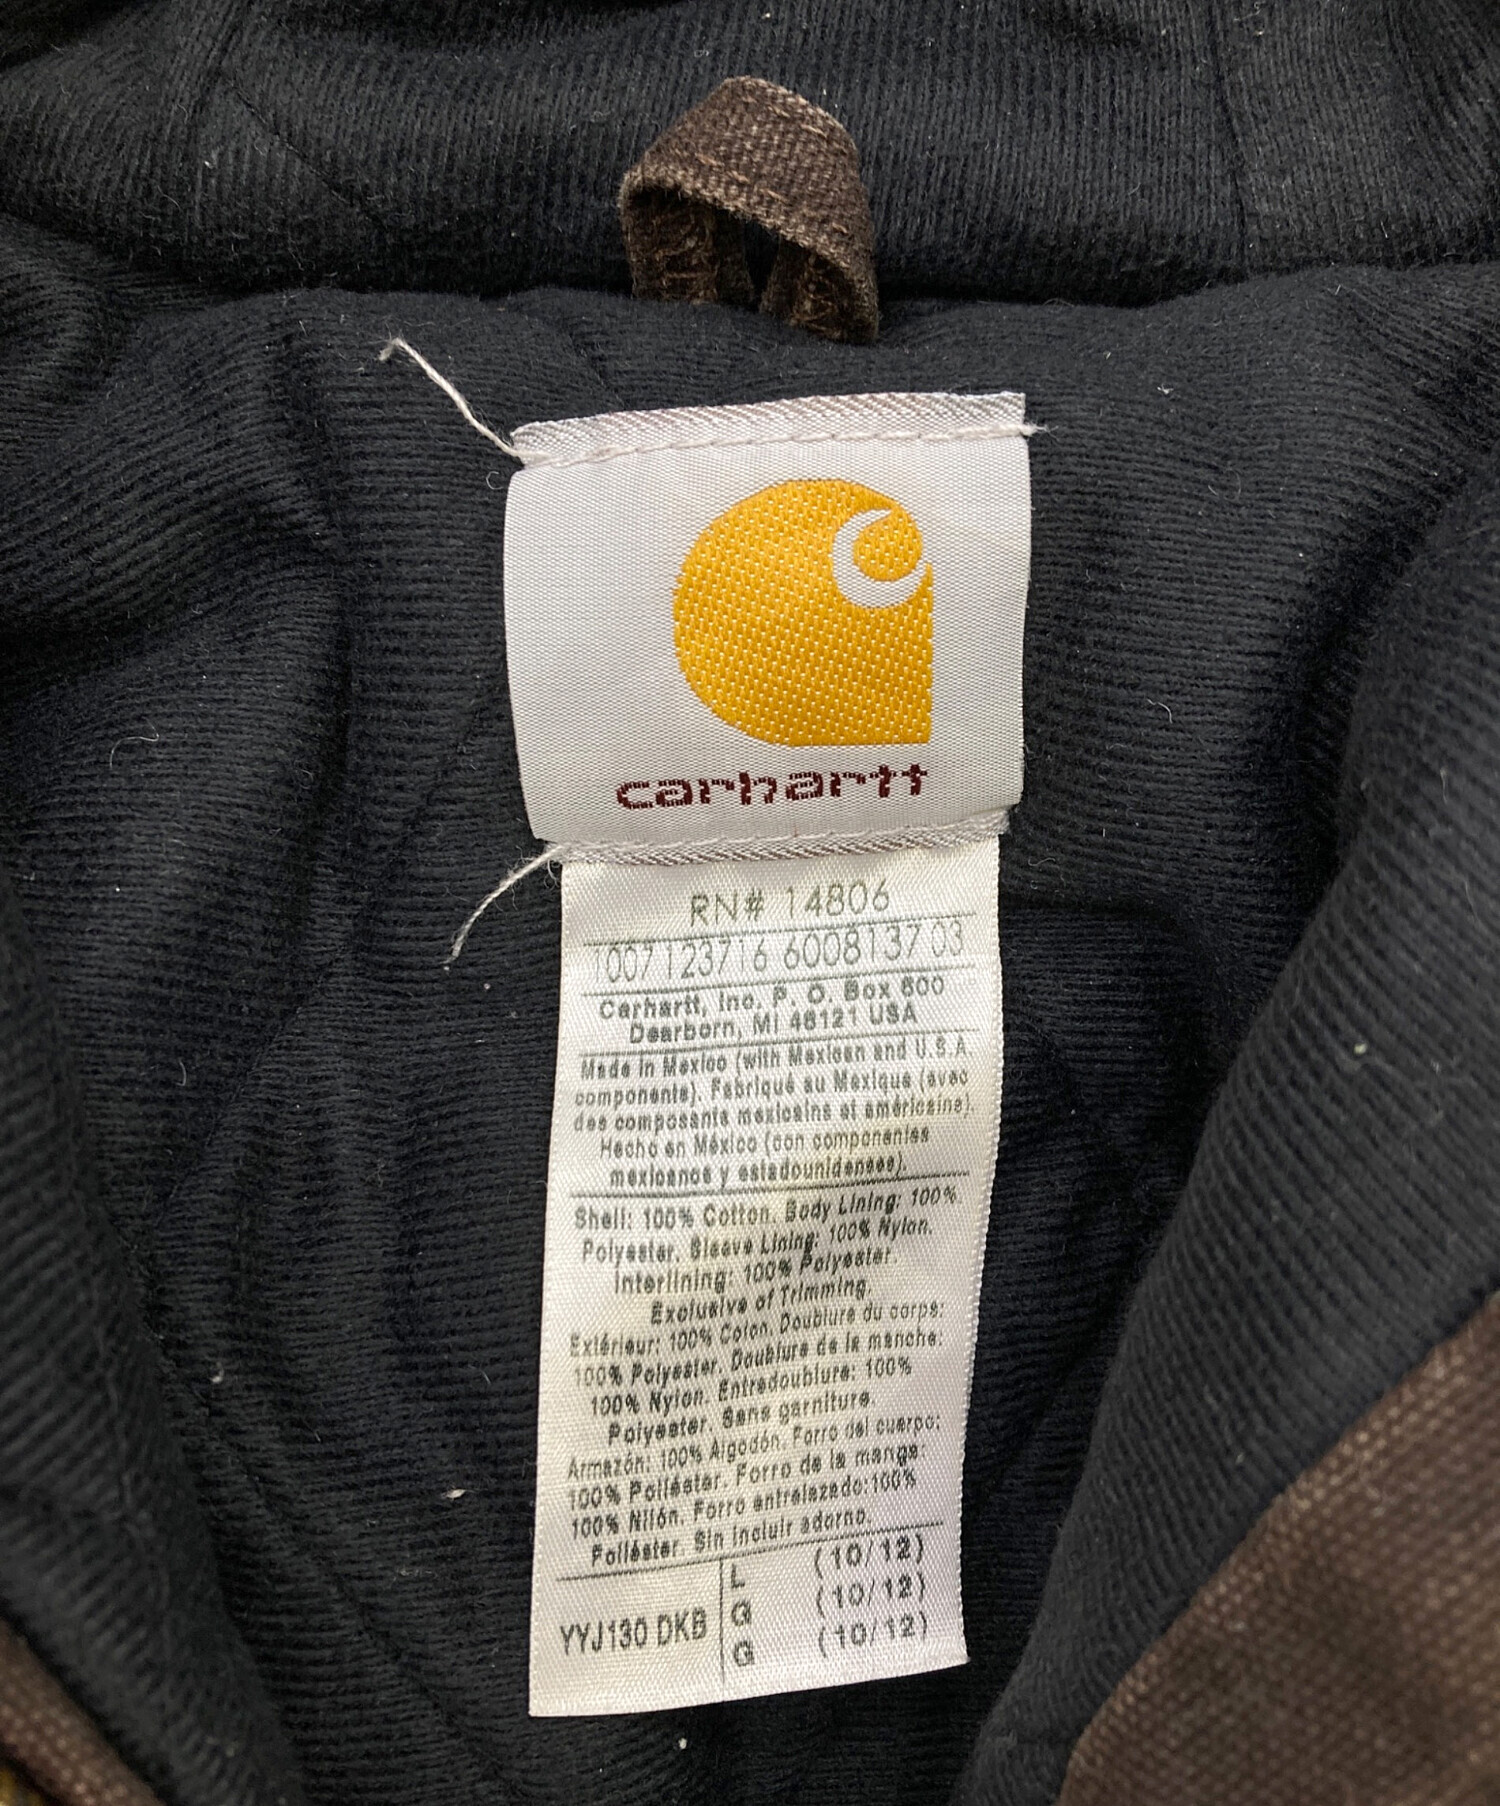 carhartt
RN# 14806
1007123716 6008137 03
Carhartt, Inc. P. O. Box 600
Dearborn, MI 48121 USA
Made in Mexico (with Mexican and U.S.A.
components). Fabriqué au Mexique (avec
des composants mexicains et américains).
Hecho en México (con componentes
mexicanos y estadounidenses).
Shell: 100% Cotton. Body Lining: 100%
Polyester. Sleeve Lining: 100% Nylon.
Interlining: 100% Polyester.
Exclusive of Trimming.
Extérieur: 100% Coton. Doublure du corps:
100% Polyester. Doublure de la manche:
100% Nylon. Entredoublure: 100%
Polyester. Sans garniture.
Armazón: 100% Algodón. Forro del cuerpo:
100% Poliéster. Forro de la manga:
100% Nilón. Forro entrelazado:100%
Poliéster. Sin incluir adorno.
YYJ130 DKB
L (10/12)
G (10/12)
G (10/12)